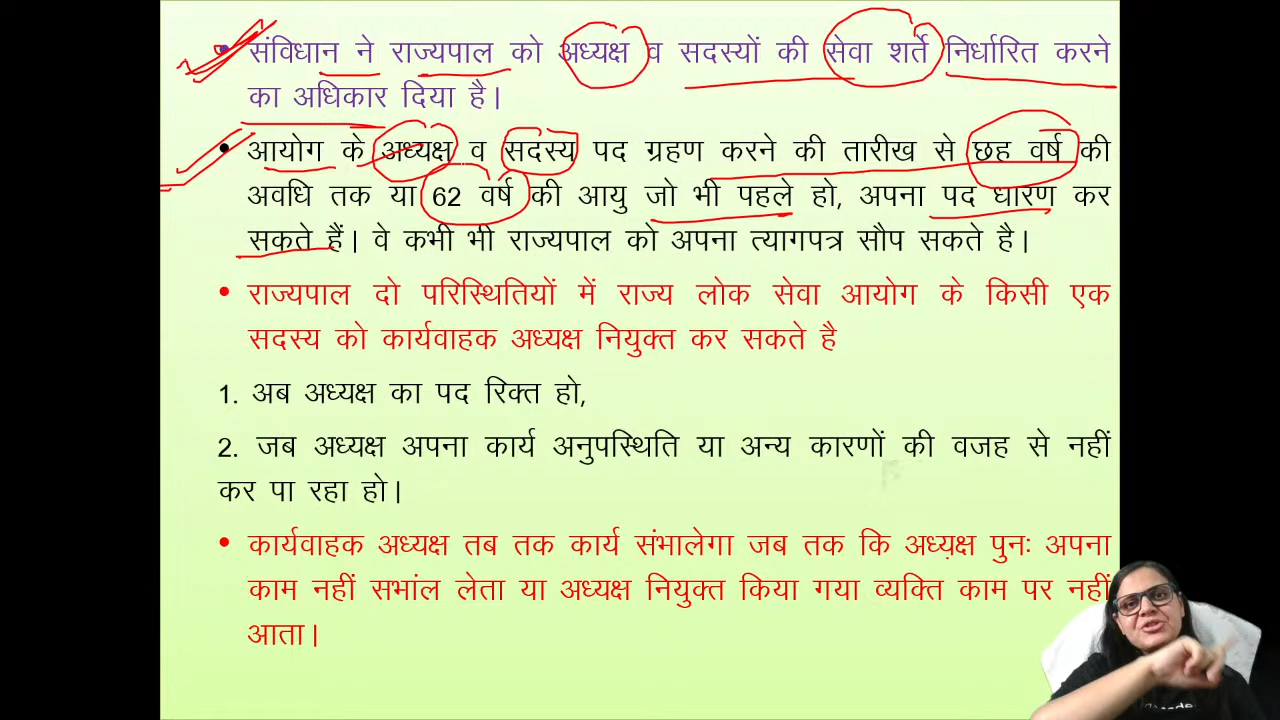 • संविधान ने राज्यपाल को अध्यक्ष व सदस्यों की सेवा शर्ते निर्धारित करने
का अधिकार दिया है।
• आयोग के अध्यक्ष व सदस्य पद ग्रहण करने की तारीख से छह वर्ष की
अवधि तक या 62 वर्ष की आयु जो भी पहले हो, अपना पद धारण कर
सकते हैं। वे कभी भी राज्यपाल को अपना त्यागपत्र सौप सकते है।
• राज्यपाल दो परिस्थितियों में राज्य लोक सेवा आयोग के किसी एक
सदस्य को कार्यवाहक अध्यक्ष नियुक्त कर सकते है
1. अब अध्यक्ष का पद रिक्त हो,
2. जब अध्यक्ष अपना कार्य अनुपस्थिति या अन्य कारणों की वजह से नहीं
कर पा रहा हो।
• कार्यवाहक अध्यक्ष तब तक कार्य संभालेगा जब तक कि अध्य़क्ष पुनः अपना
काम नहीं सभांल लेता या अध्यक्ष नियुक्त किया गया व्यक्ति काम पर नहीं
आता।